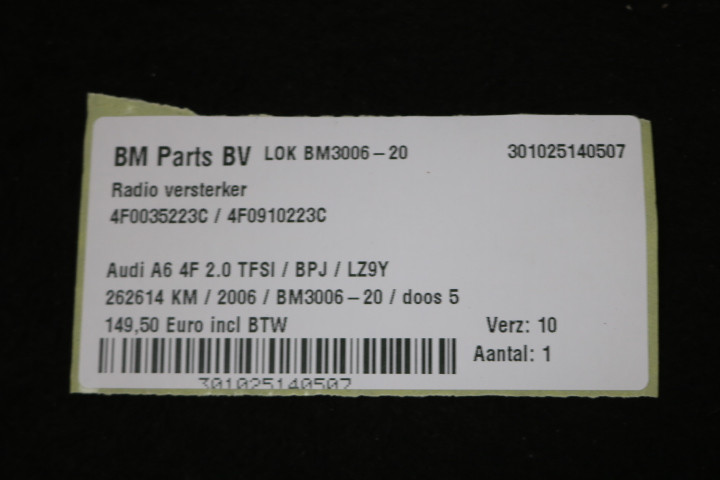 BM Parts BV LOK BM3006-20 301025140507
Radio versterker
4F0035223C / 4F0910223C
Audi A6 4F 2.0 TFSI / BPJ / LZ9Y
262614 KM / 2006 / BM3006-20 / doos 5
149,50 Euro incl BTW Verz: 10
Aantal: 1
301025140507